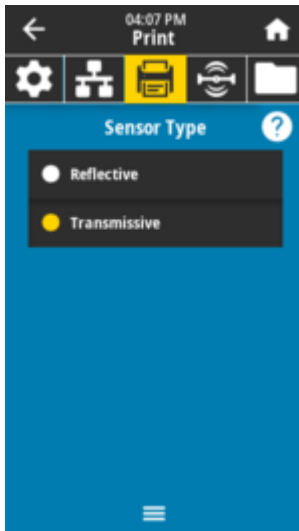 04:07 PM
Print
Sensor Type
?
Reflective
Transmissive